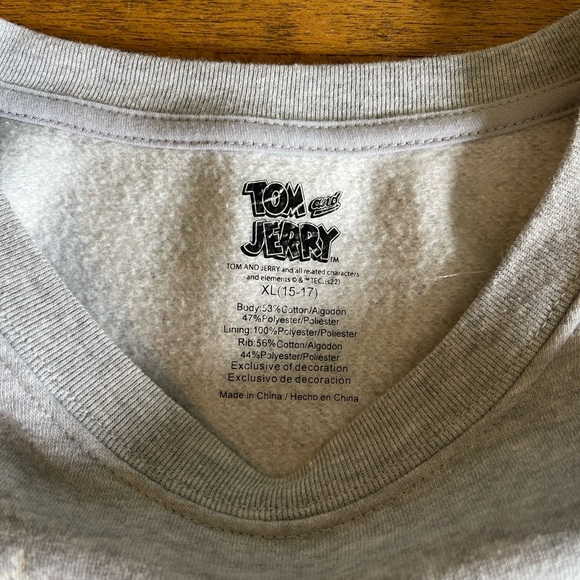 TOM and
JERRY™
TOM AND JERRY and all related characters
and elements © & ™ TEC. (s22)
XL(15-17)
Body:53%Cotton/Algodon
47%Polyester/Poliester
Lining:100%Polyester/Poliester
Rib:56%Cotton/Algodon
44%Polyester/Poliester
Exclusive of decoration
Exclusivo de decoracion
Made in China / Hecho en China